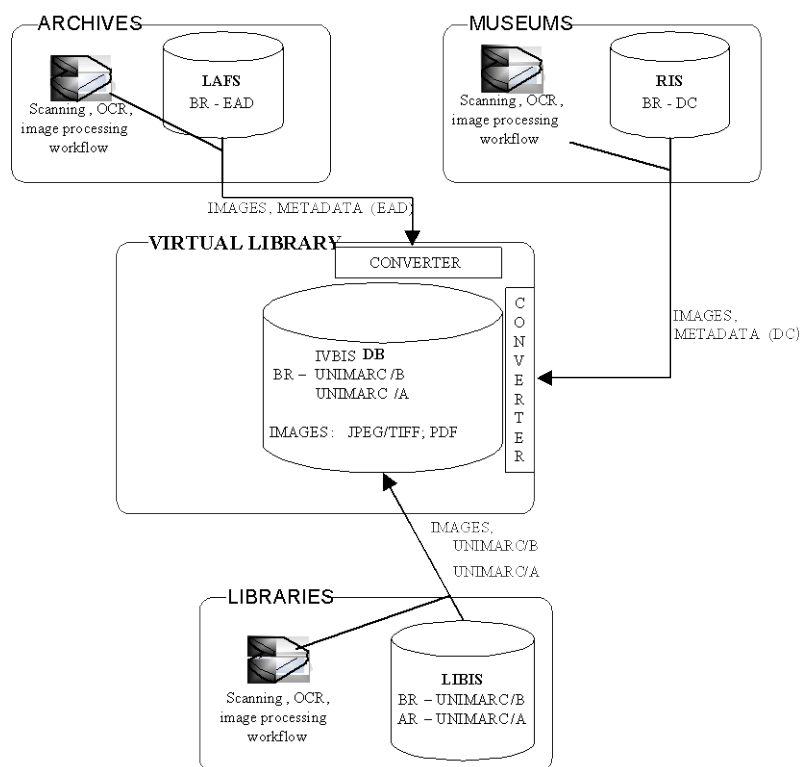 ARCHIVES
LAFS
BR - EAD
Scanning , OCR,
image processing
workflow
MUSEUMS
RIS
BR - DC
Scanning , OCR,
image processing
workflow
IMAGES, METADATA (EAD)
VIRTUAL LIBRARY
CONVERTER
IVBIS DB
BR – UNIMARC /B
UNIMARC /A
IMAGES: JPEG/TIFF; PDF
CONVERTER
IMAGES,
METADATA (DC)
IMAGES,
UNIMARC/B
UNIMARC/A
LIBRARIES
Scanning , OCR,
image processing
workflow
LIBIS
BR – UNIMARC/B
AR – UNIMARC/A